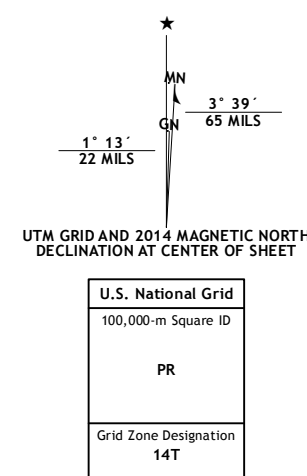 ★
MN
GN
3° 39´
65 MILS
1° 13´
22 MILS
UTM GRID AND 2014 MAGNETIC NORTH
DECLINATION AT CENTER OF SHEET
U.S. National Grid
100,000-m Square ID
PR
Grid Zone Designation
14T